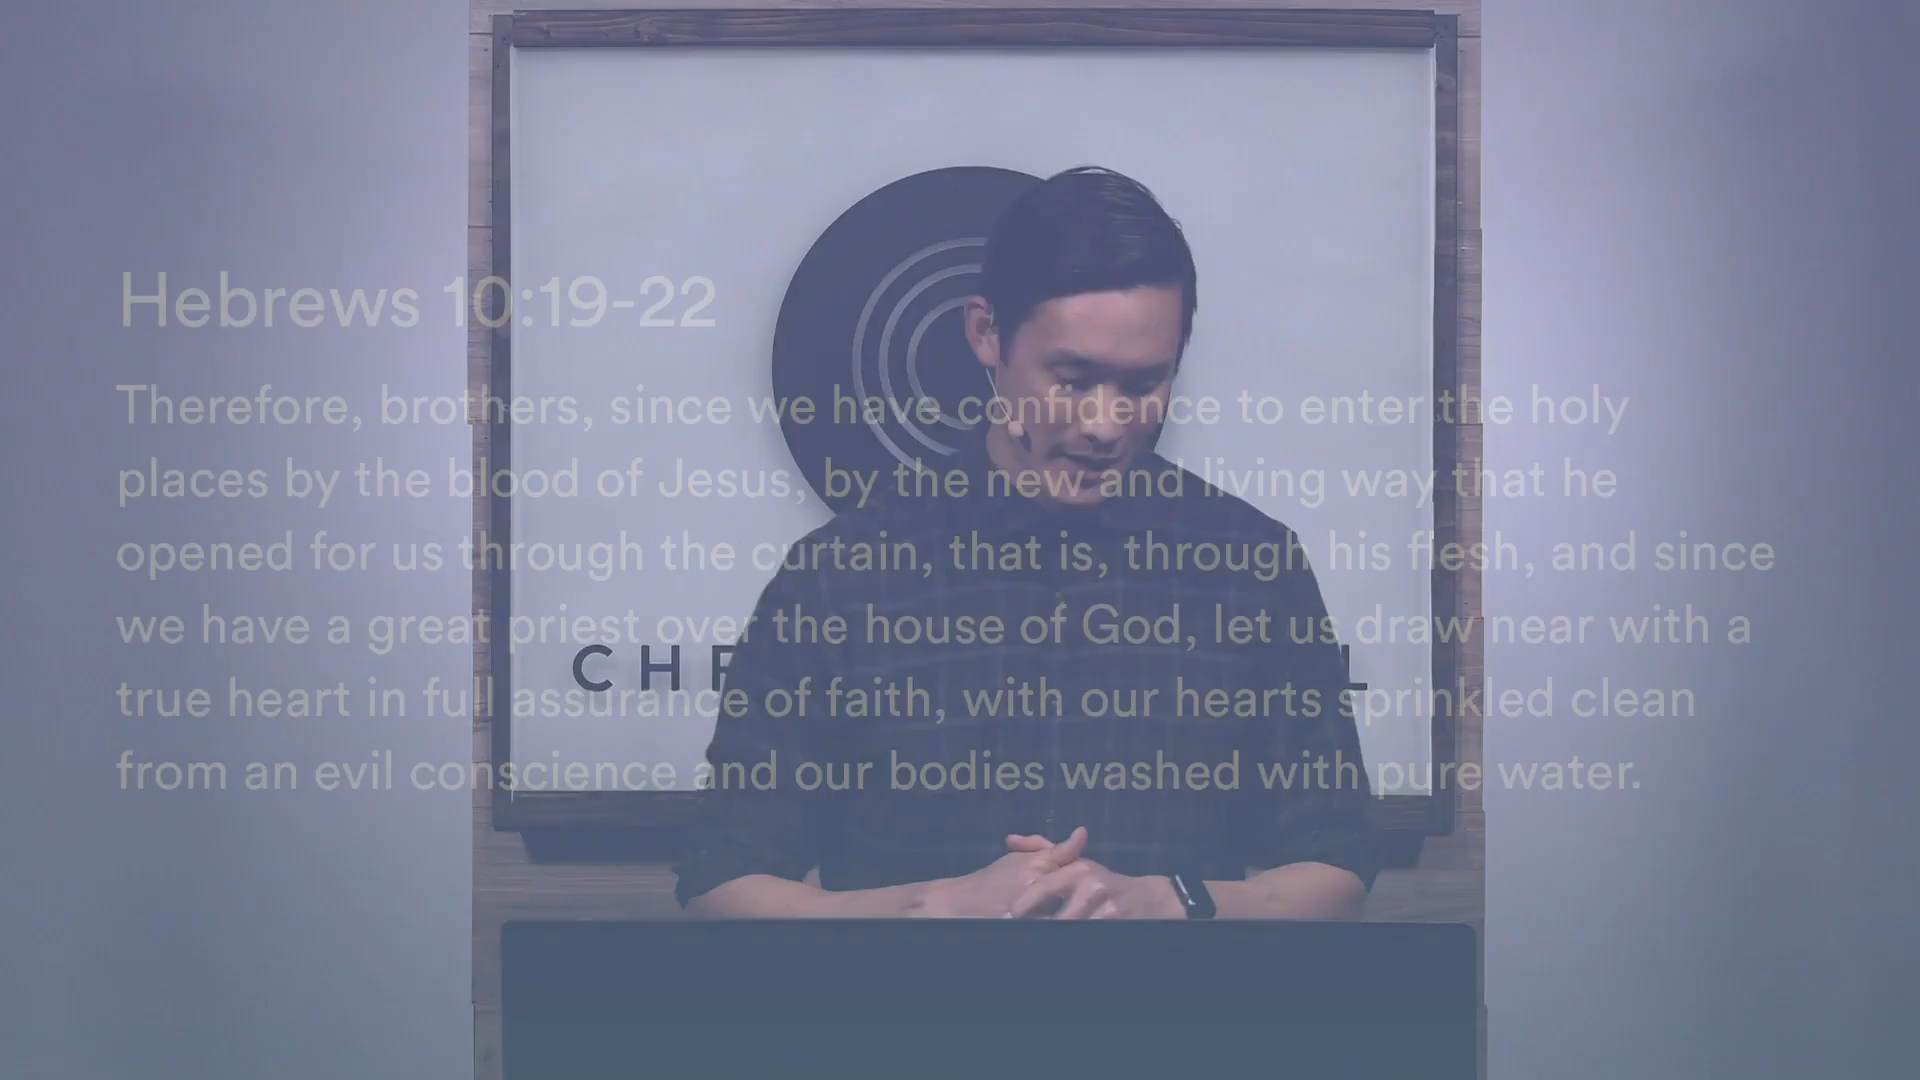 Hebrews 10:19-22
Therefore, brothers, since we have confidence to enter the holy
places by the blood of Jesus, by the new and living way that he
opened for us through the curtain, that is, through his flesh, and since
we have a great priest over the house of God, let us draw near with a
true heart in full assurance of faith, with our hearts sprinkled clean
from an evil conscience and our bodies washed with pure water.